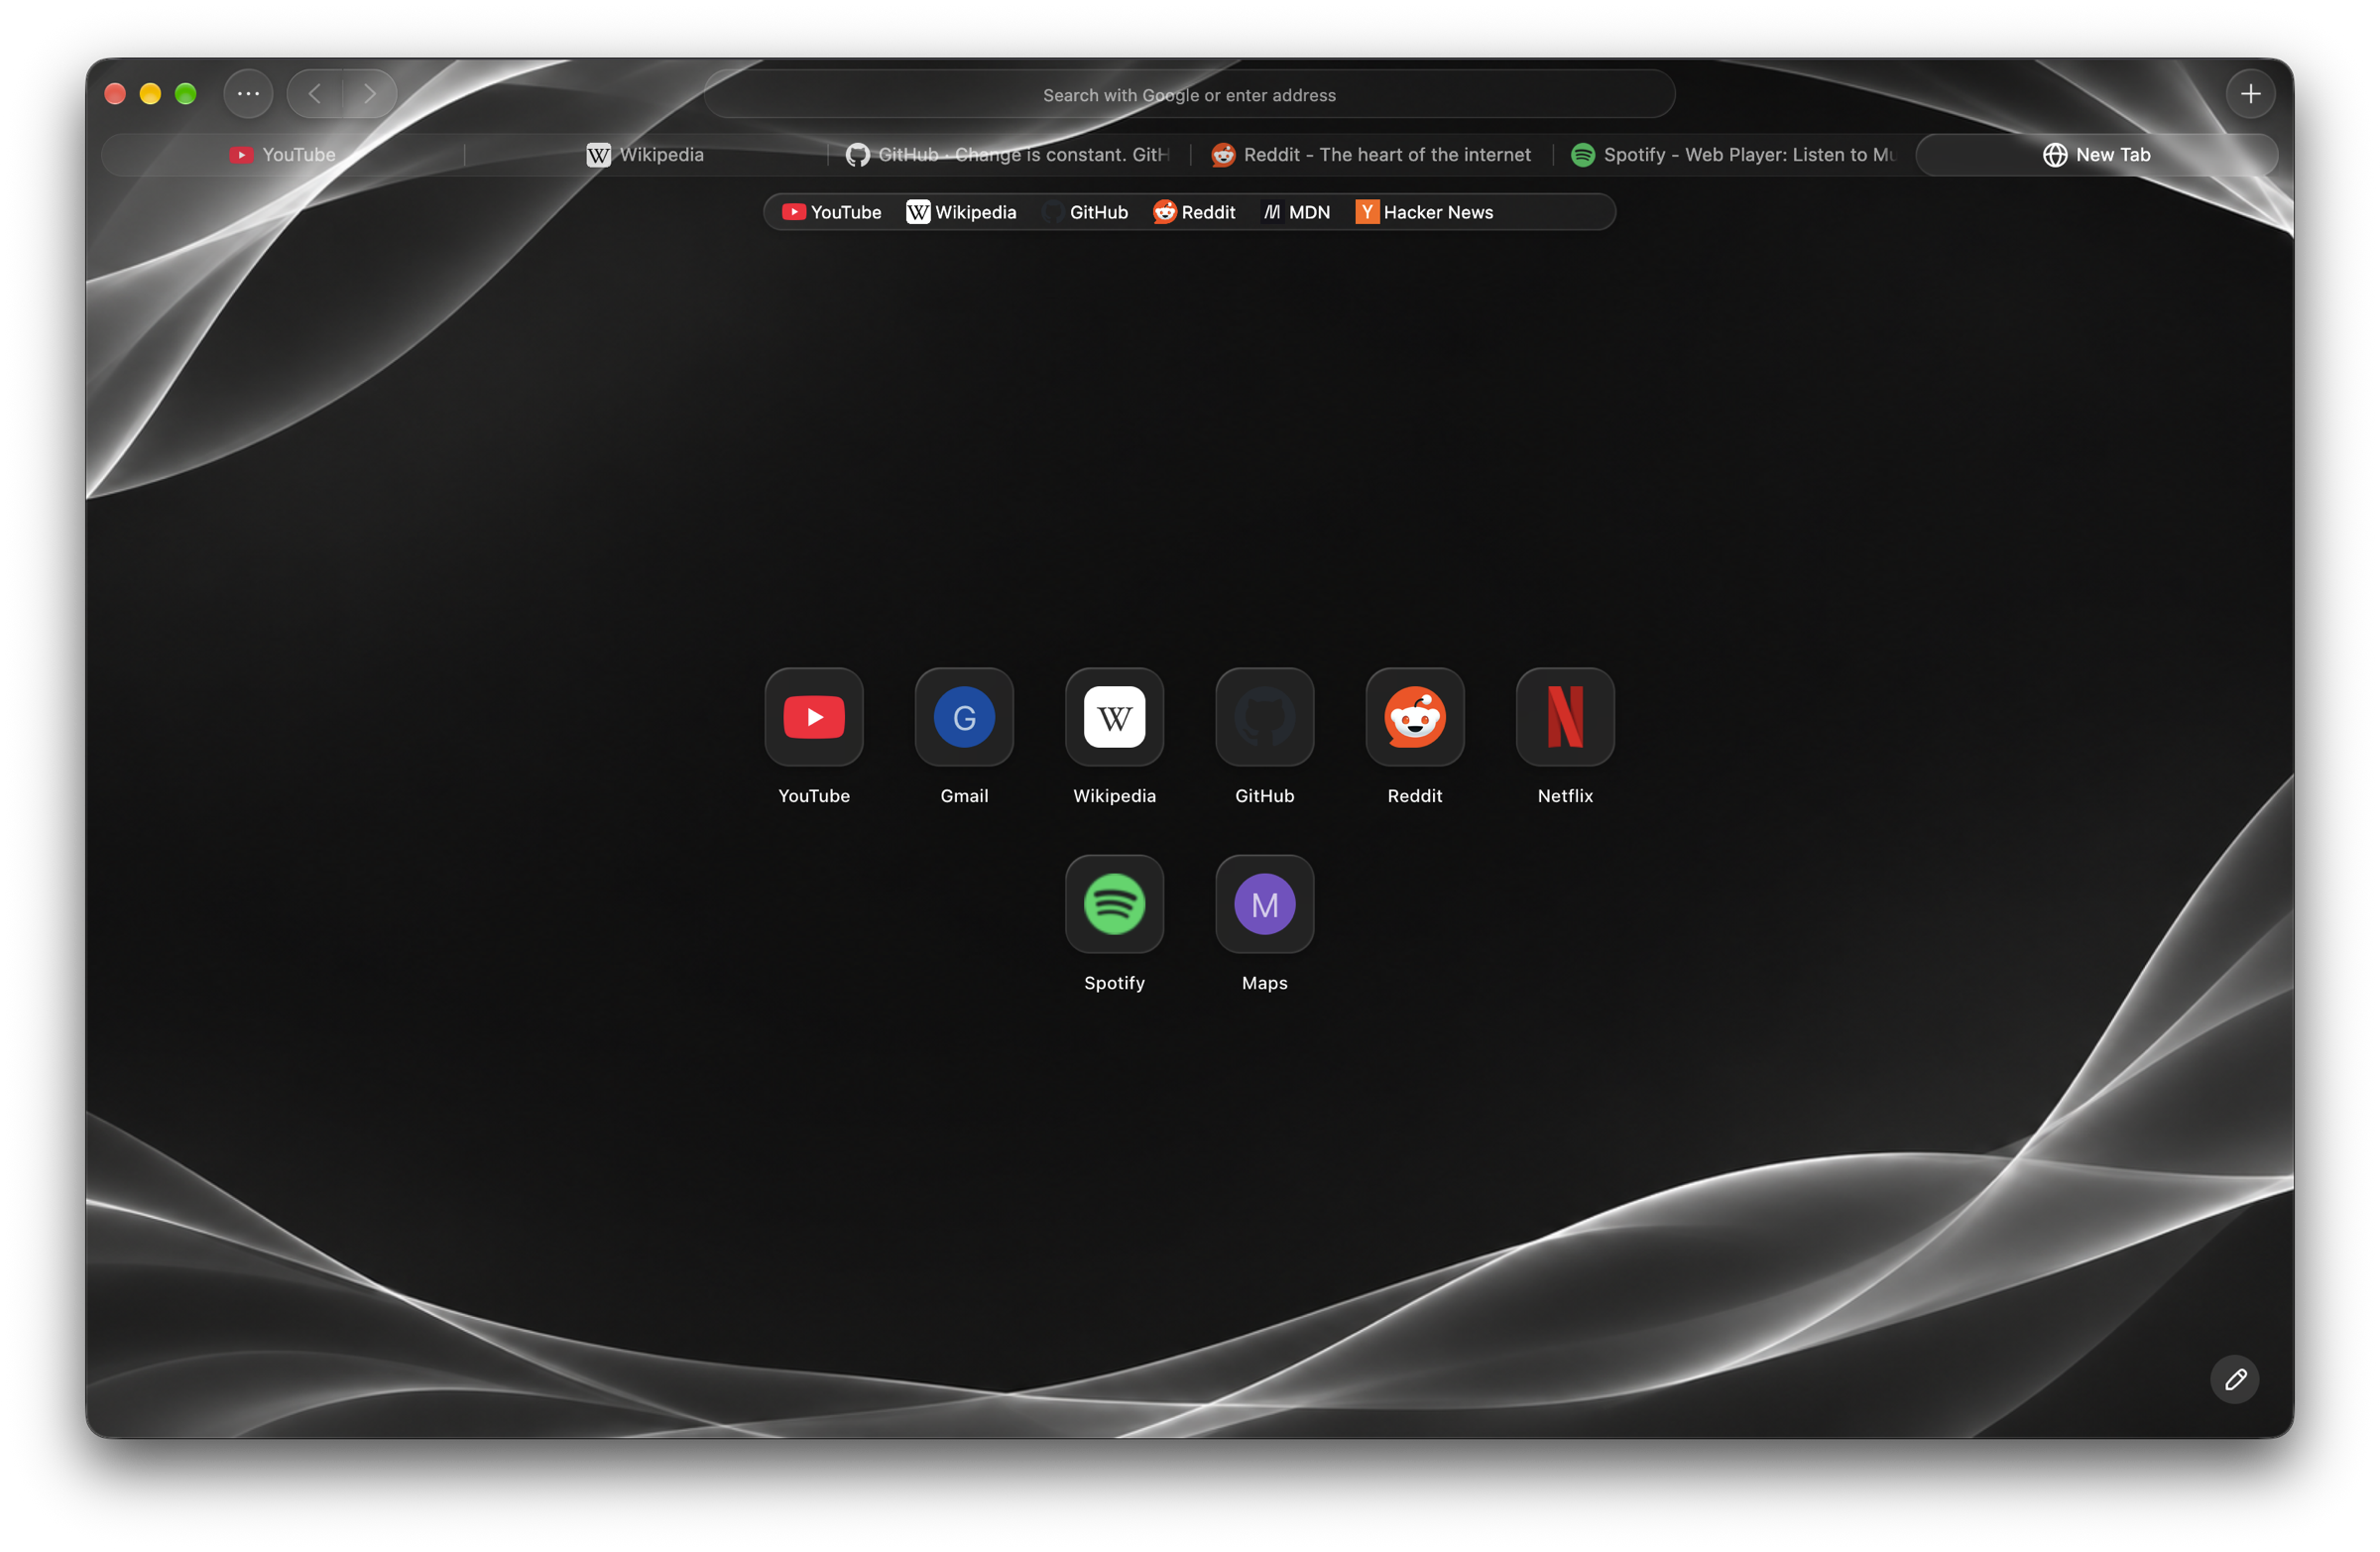 Search with Google or enter address
YouTube
Wikipedia
GitHub · Change is constant. GitH
Reddit - The heart of the internet
Spotify - Web Player: Listen to Mu
New Tab
YouTube W Wikipedia GitHub Reddit MDN Y Hacker News
G W N
YouTube Gmail Wikipedia GitHub Reddit Netflix
M
Spotify Maps